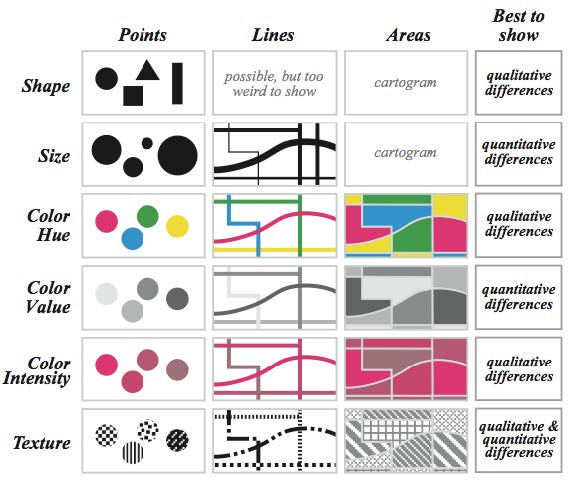 Points Lines Areas Best to
show
Shape possible, but too
weird to show cartogram qualitative
differences
Size cartogram quantitative
differences
Color
Hue qualitative
differences
Color
Value quantitative
differences
Color
Intensity qualitative
differences
Texture qualitative &
quantitative
differences